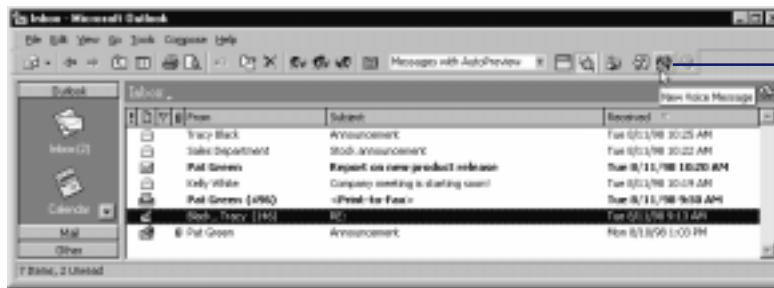 Inbox - Microsoft Outlook
File Edit View Go Tools Compose Help
Messages with AutoPreview
Outlook Inbox
New Voice Message
From Subject Received
Tracy Black Announcement Tue 8/11/98 10:25 AM
Sales Department Stock announcement Tue 8/11/98 10:22 AM
Pat Green Report on new product release Tue 8/11/98 10:20 AM
Kelly White Company meeting is starting soon! Tue 8/11/98 10:19 AM
Pat Green (496) <Print-to-Fax> Tue 8/11/98 9:30 AM
Black, Tracy (146) RE: Tue 8/11/98 9:13 AM
Pat Green Announcement Mon 8/10/98 1:03 PM
Inbox (2)
Calendar
Mail
Other
7 Items, 2 Unread